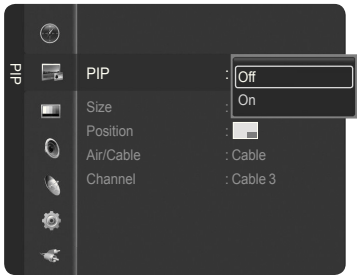 PIP
PIP :
Off
On
Size :
Position :
Air/Cable : Cable
Channel : Cable 3